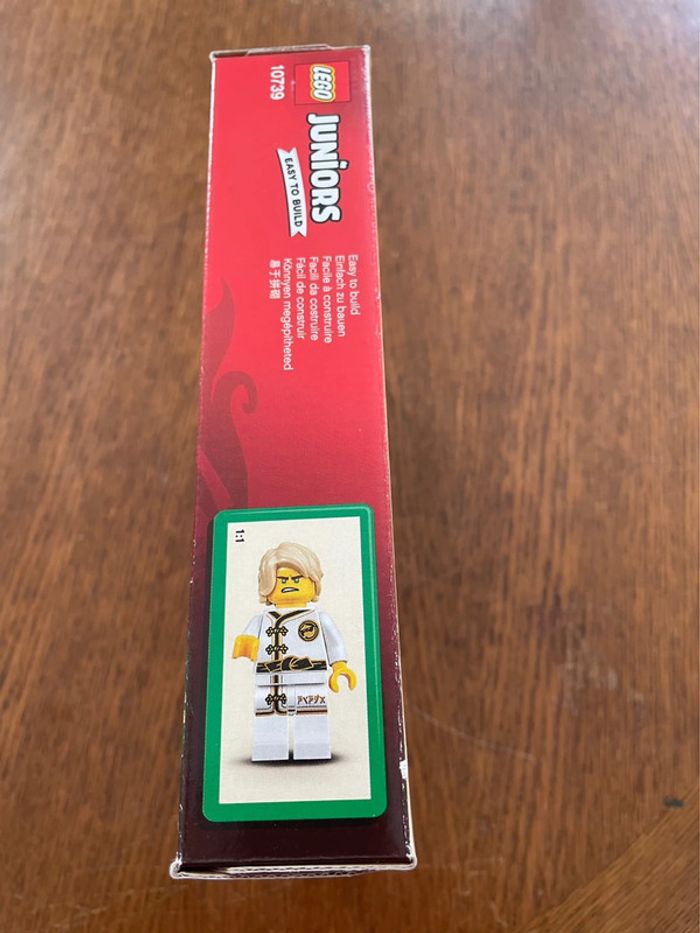 LEGO
10739
JUNIORS
EASY TO BUILD
Easy to build
Einfach zu bauen
Facile à construire
Facili da costruire
Fácil de construir
Könnyen megépítheted
易于拼砌
1:1